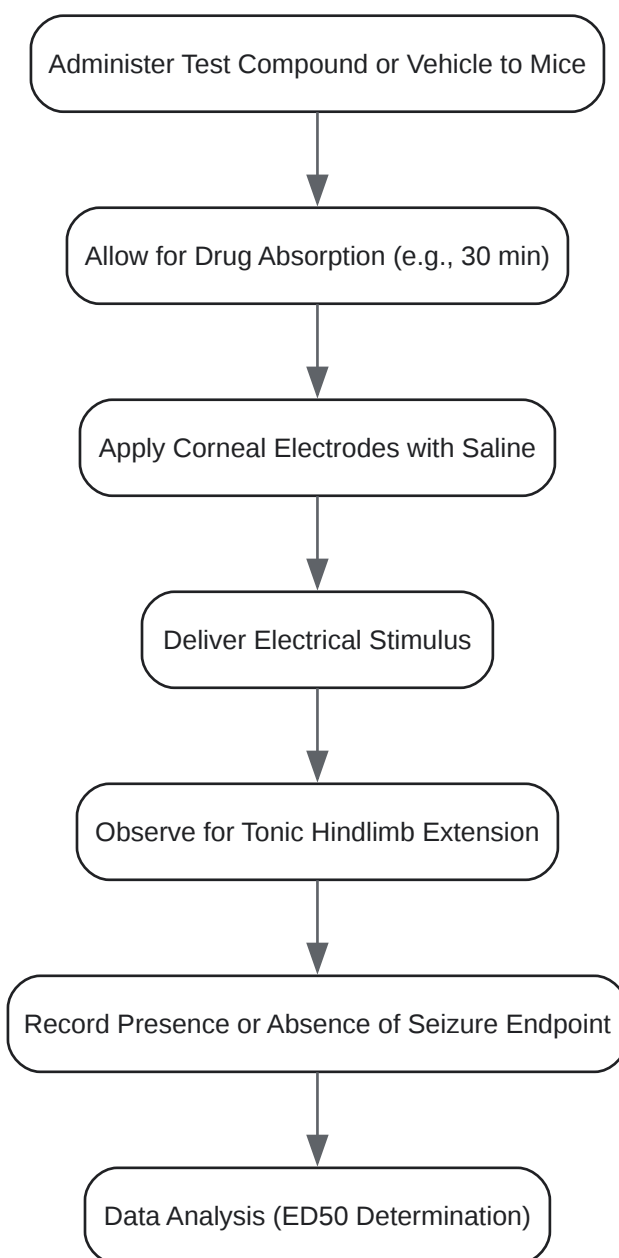 Administer Test Compound or Vehicle to Mice
Allow for Drug Absorption (e.g., 30 min)
Apply Corneal Electrodes with Saline
Deliver Electrical Stimulus
Observe for Tonic Hindlimb Extension
Record Presence or Absence of Seizure Endpoint
Data Analysis (ED50 Determination)